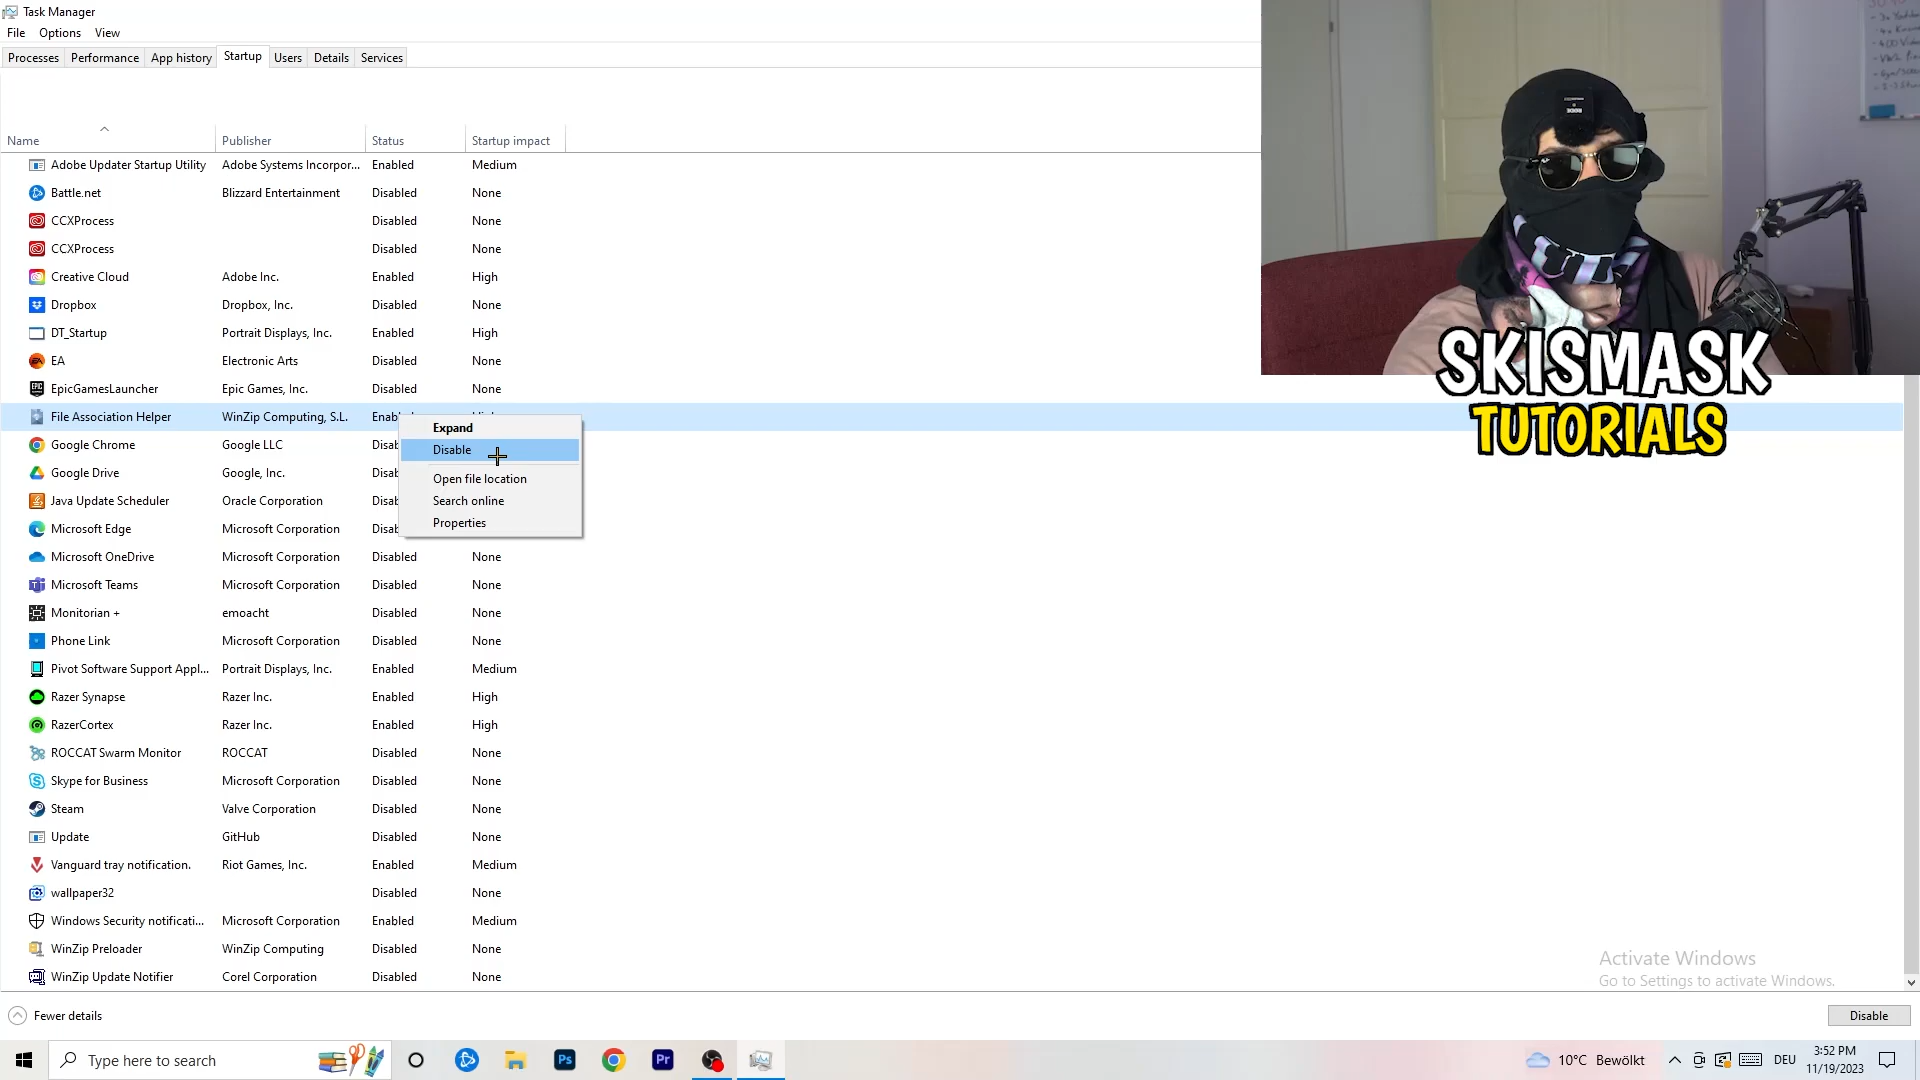 Task Manager
File Options View
Processes Performance App history Startup Users Details Services
Name Publisher Status Startup impact
Adobe Updater Startup Utility Adobe Systems Incorpor... Enabled Medium
Battle.net Blizzard Entertainment Disabled None
CCXProcess Disabled None
CCXProcess Disabled None
Creative Cloud Adobe Inc. Enabled High
Dropbox Dropbox, Inc. Disabled None
DT_Startup Portrait Displays, Inc. Enabled High
EA Electronic Arts Disabled None
EpicGamesLauncher Epic Games, Inc. Disabled None
File Association Helper WinZip Computing, S.L.
Google Chrome Google LLC
Google Drive Google, Inc.
Java Update Scheduler Oracle Corporation
Microsoft Edge Microsoft Corporation
Expand
Disable
Open file location
Search online
Properties
Microsoft OneDrive Microsoft Corporation Disabled None
Microsoft Teams Microsoft Corporation Disabled None
Monitorian + emoacht Disabled None
Phone Link Microsoft Corporation Disabled None
Pivot Software Support Appl... Portrait Displays, Inc. Enabled Medium
Razer Synapse Razer Inc. Enabled High
RazerCortex Razer Inc. Enabled High
ROCCAT Swarm Monitor ROCCAT Disabled None
Skype for Business Microsoft Corporation Disabled None
Steam Valve Corporation Disabled None
Update GitHub Disabled None
Vanguard tray notification. Riot Games, Inc. Enabled Medium
wallpaper32 Disabled None
Windows Security notificati... Microsoft Corporation Enabled Medium
WinZip Preloader WinZip Computing Disabled None
WinZip Update Notifier Corel Corporation Disabled None
SKISMASK
TUTORIALS
Activate Windows
Go to Settings to activate Windows.
Fewer details
Disable
Type here to search
Ps
Pr
10°C Bewölkt
DEU
3:52 PM
11/19/2023